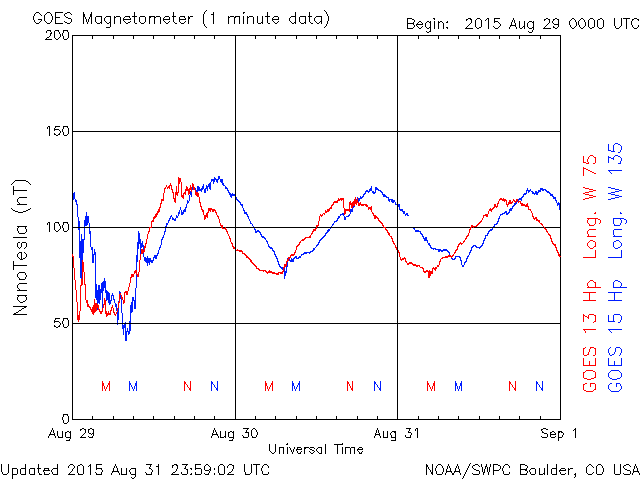 GOES Magnetometer (1 minute data)
Begin: 2015 Aug 29 0000 UTC
200
150
100
50
0
NanoTesla (nT)
M M N N M M N N M M N N
Aug 29 Aug 30 Aug 31 Sep 1
Universal Time
GOES 13 Hp Long. W 75
GOES 15 Hp Long. W 135
Updated 2015 Aug 31 23:59:02 UTC
NOAA/SWPC Boulder, CO USA